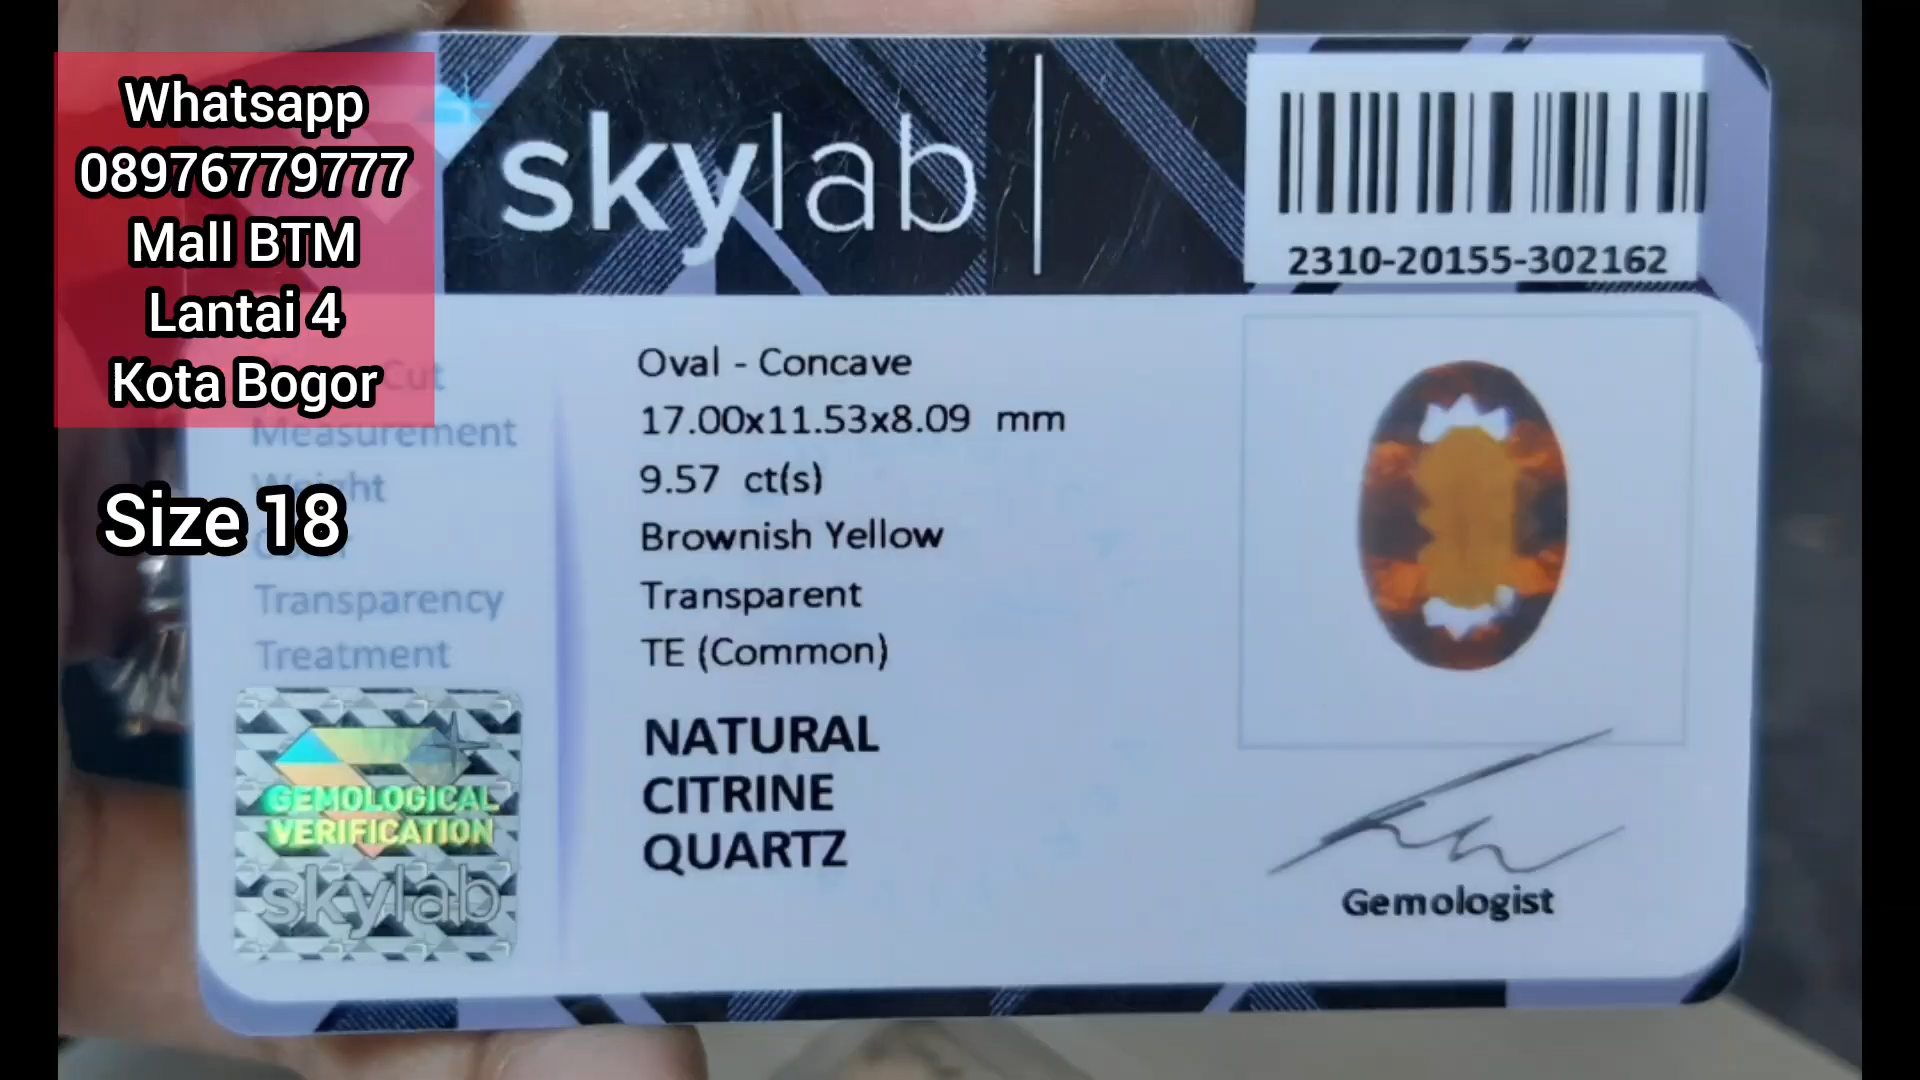 Whatsapp
08976779777
Mall BTM
Lantai 4
Kota Bogor
Size 18
skylab
2310-20155-302162
Cut Oval - Concave
Measurement 17.00x11.53x8.09 mm
Weight 9.57 ct(s)
Brownish Yellow
Transparency Transparent
Treatment TE (Common)
NATURAL
CITRINE
QUARTZ
GEMOLOGICAL
VERIFICATION
skylab
Gemologist